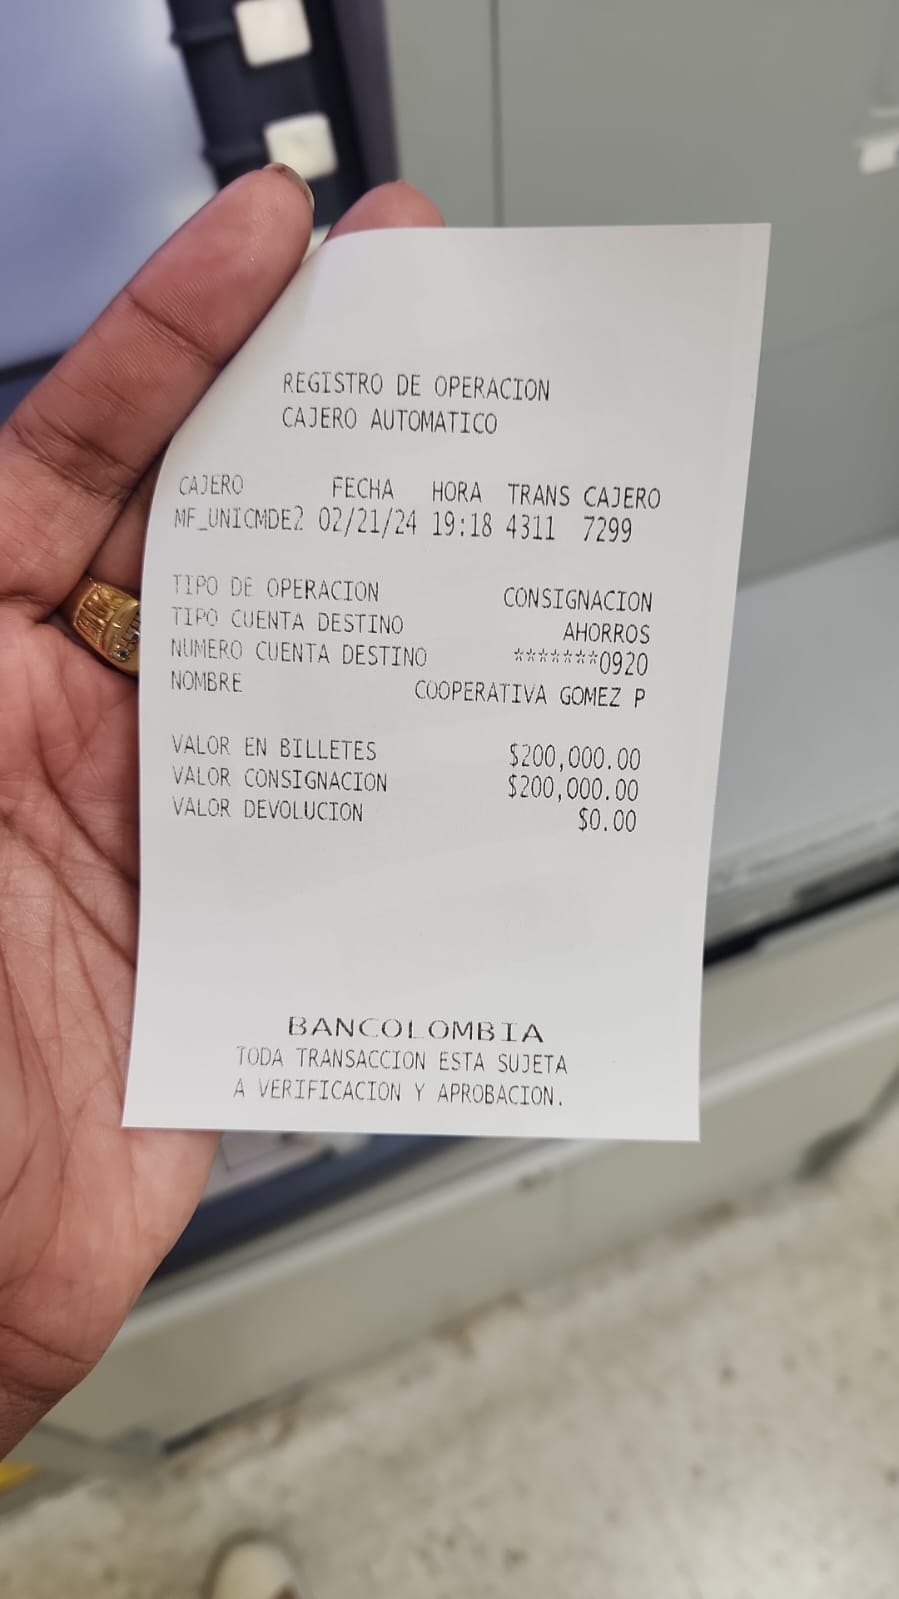 REGISTRO DE OPERACION
CAJERO AUTOMATICO
CAJERO FECHA HORA TRANS CAJERO
MF_UNICMDE2 02/21/24 19:18 4311 7299
TIPO DE OPERACION CONSIGNACION
TIPO CUENTA DESTINO AHORROS
NUMERO CUENTA DESTINO *******0920
NOMBRE COOPERATIVA GOMEZ P
VALOR EN BILLETES $200,000.00
VALOR CONSIGNACION $200,000.00
VALOR DEVOLUCION $0.00
BANCOLOMBIA
TODA TRANSACCION ESTA SUJETA
A VERIFICACION Y APROBACION.